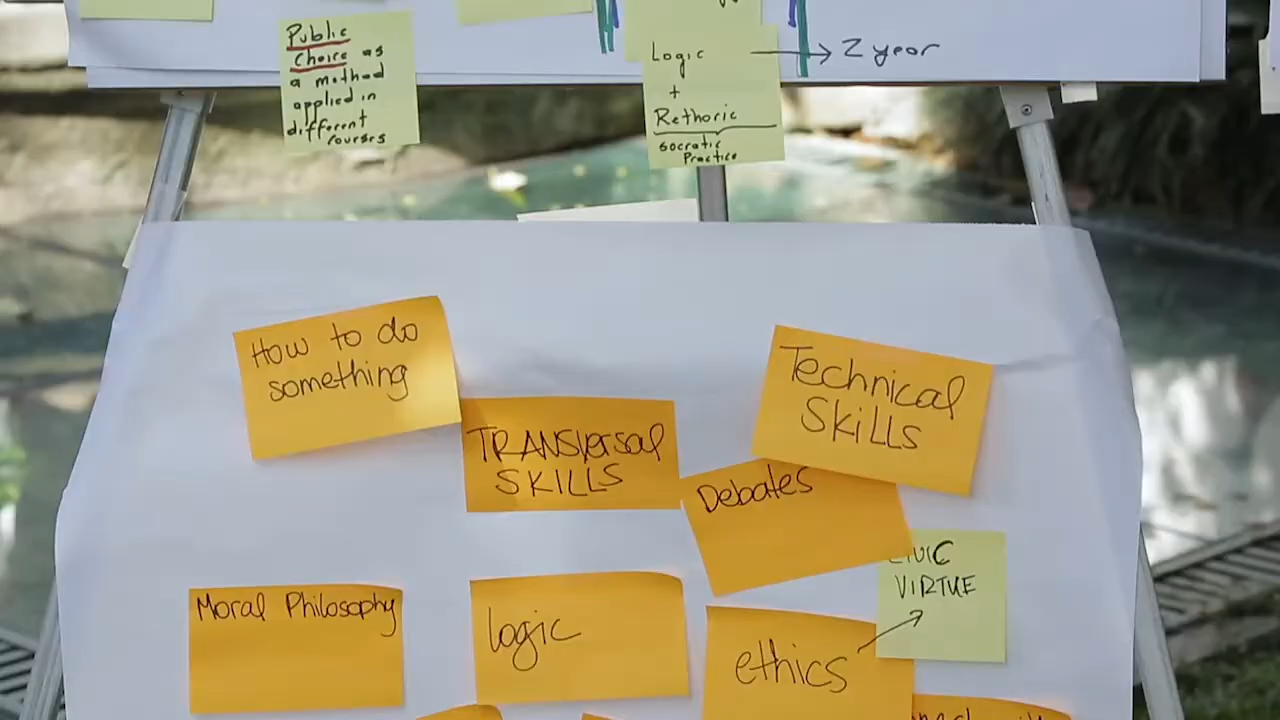 Public
Choice as
a method
applied in
different
courses
Logic → 2 year
+
Rethoric
Socratic
Practice
How to do
something
TRANSversal
SKILLS
Technical
SKILLS
Debates
CIVIC
VIRTUE
Moral Philosophy
logic
ethics